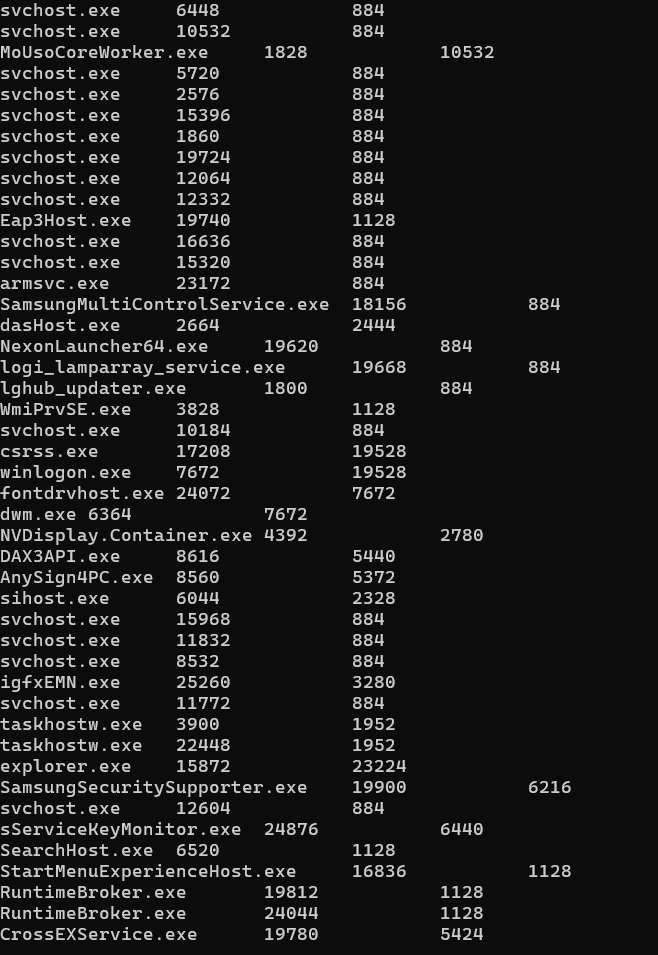 svchost.exe 6448 884
svchost.exe 10532 884
MoUsoCoreWorker.exe 1828 10532
svchost.exe 5720 884
svchost.exe 2576 884
svchost.exe 15396 884
svchost.exe 1860 884
svchost.exe 19724 884
svchost.exe 12064 884
svchost.exe 12332 884
Eap3Host.exe 19740 1128
svchost.exe 16636 884
svchost.exe 15320 884
armsvc.exe 23172 884
SamsungMultiControlService.exe 18156 884
dasHost.exe 2664 2444
NexonLauncher64.exe 19620 884
logi_lamparray_service.exe 19668 884
lghub_updater.exe 1800 884
WmiPrvSE.exe 3828 1128
svchost.exe 10184 884
csrss.exe 17208 19528
winlogon.exe 7672 19528
fontdrvhost.exe 24072 7672
dwm.exe 6364 7672
NVDisplay.Container.exe 4392 2780
DAX3API.exe 8616 5440
AnySign4PC.exe 8560 5372
sihost.exe 6044 2328
svchost.exe 15968 884
svchost.exe 11832 884
svchost.exe 8532 884
igfxEMN.exe 25260 3280
svchost.exe 11772 884
taskhostw.exe 3900 1952
taskhostw.exe 22448 1952
explorer.exe 15872 23224
SamsungSecuritySupporter.exe 19900 6216
svchost.exe 12604 884
sServiceKeyMonitor.exe 24876 6440
SearchHost.exe 6520 1128
StartMenuExperienceHost.exe 16836 1128
RuntimeBroker.exe 19812 1128
RuntimeBroker.exe 24044 1128
CrossEXService.exe 19780 5424